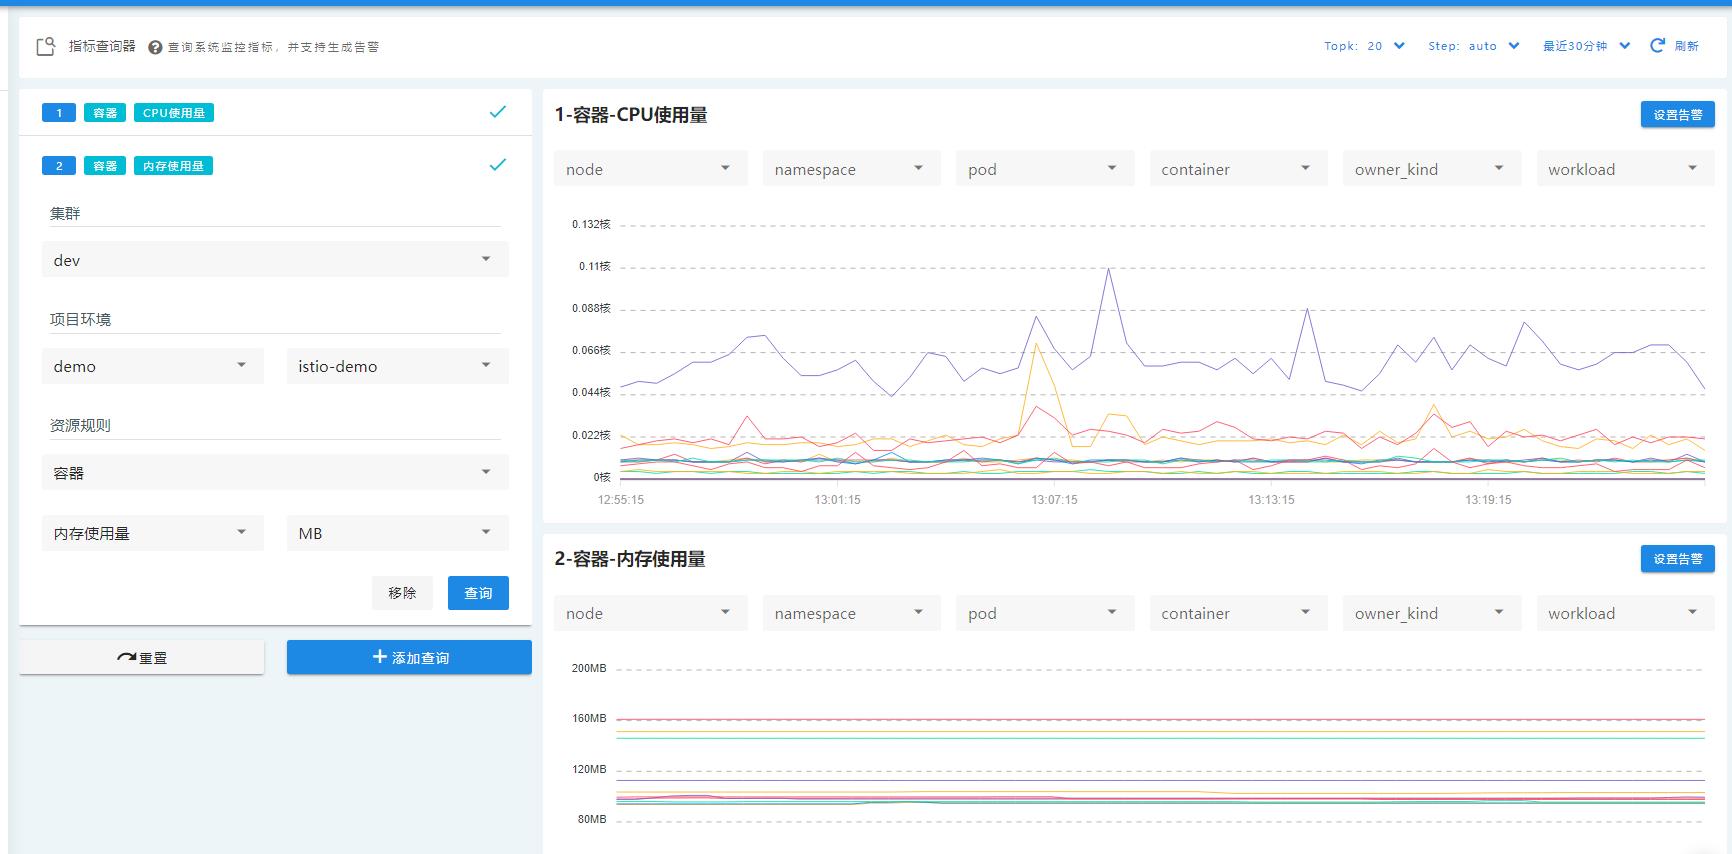 指标查询器 查询系统监控指标，并支持生成告警 Topk: 20 Step: auto 最近30分钟 刷新
1 容器 CPU使用量
2 容器 内存使用量
集群
dev
项目环境
demo istio-demo
资源规则
容器
内存使用量 MB
移除 查询
重置 添加查询
1-容器-CPU使用量 设置告警
node namespace pod container owner_kind workload
0.132核
0.11核
0.088核
0.066核
0.044核
0.022核
0核
12:55:15 13:01:15 13:07:15 13:13:15 13:19:15
2-容器-内存使用量 设置告警
node namespace pod container owner_kind workload
200MB
160MB
120MB
80MB